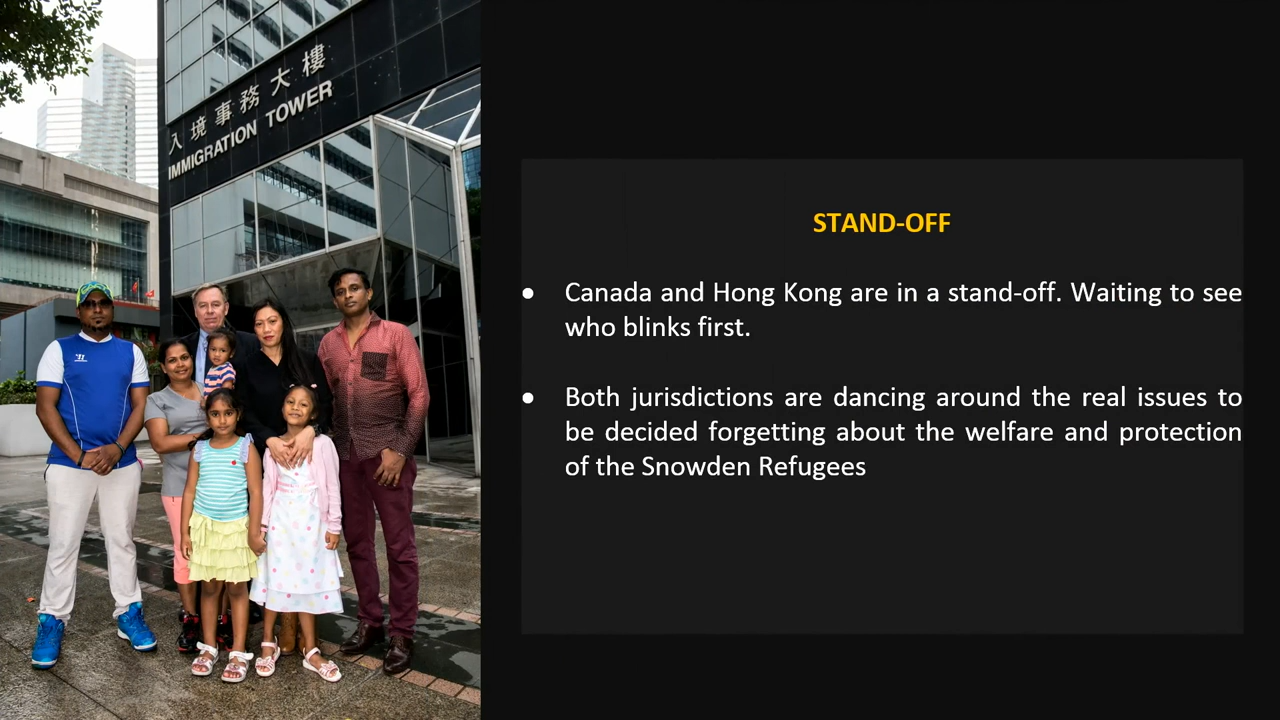 入境事務大樓
IMMIGRATION TOWER
STAND-OFF
● Canada and Hong Kong are in a stand-off. Waiting to see
who blinks first.
● Both jurisdictions are dancing around the real issues to
be decided forgetting about the welfare and protection
of the Snowden Refugees